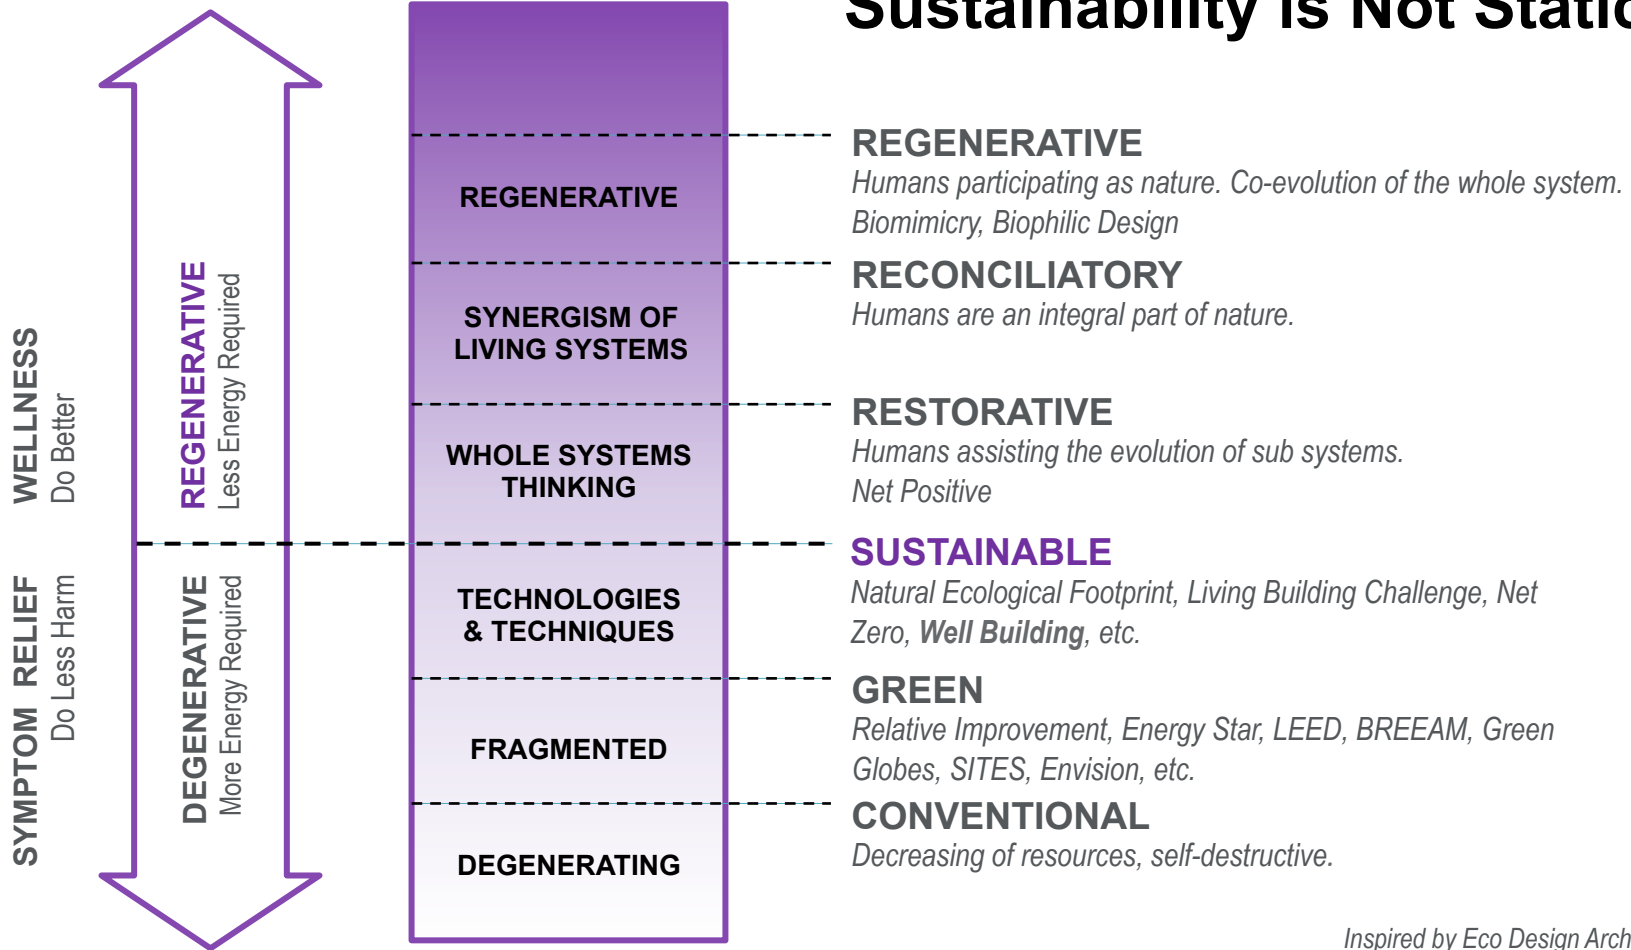 Sustainability is Not Static
WELLNESS
Do Better
SYMPTOM RELIEF
Do Less Harm
REGENERATIVE
Less Energy Required
DEGENERATIVE
More Energy Required
REGENERATIVE
SYNERGISM OF
LIVING SYSTEMS
WHOLE SYSTEMS
THINKING
TECHNOLOGIES
& TECHNIQUES
FRAGMENTED
DEGENERATING
REGENERATIVE
Humans participating as nature. Co-evolution of the whole system.
Biomimicry, Biophilic Design
RECONCILIATORY
Humans are an integral part of nature.
RESTORATIVE
Humans assisting the evolution of sub systems.
Net Positive
SUSTAINABLE
Natural Ecological Footprint, Living Building Challenge, Net
Zero, Well Building, etc.
GREEN
Relative Improvement, Energy Star, LEED, BREEAM, Green
Globes, SITES, Envision, etc.
CONVENTIONAL
Decreasing of resources, self-destructive.
Inspired by Eco Design Arch